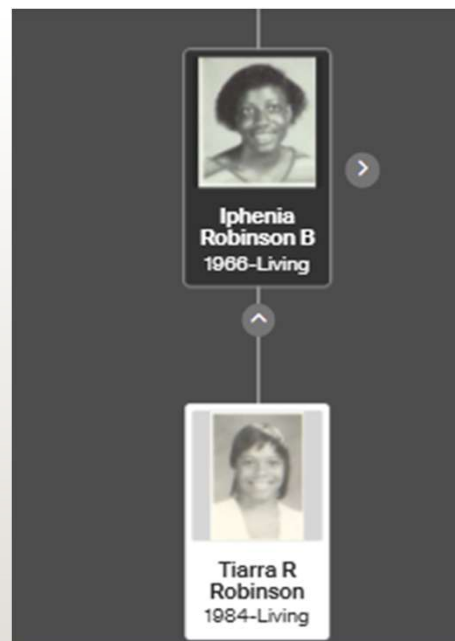 Iphenia
Robinson B
1966-Living
Tiarra R
Robinson
1984-Living